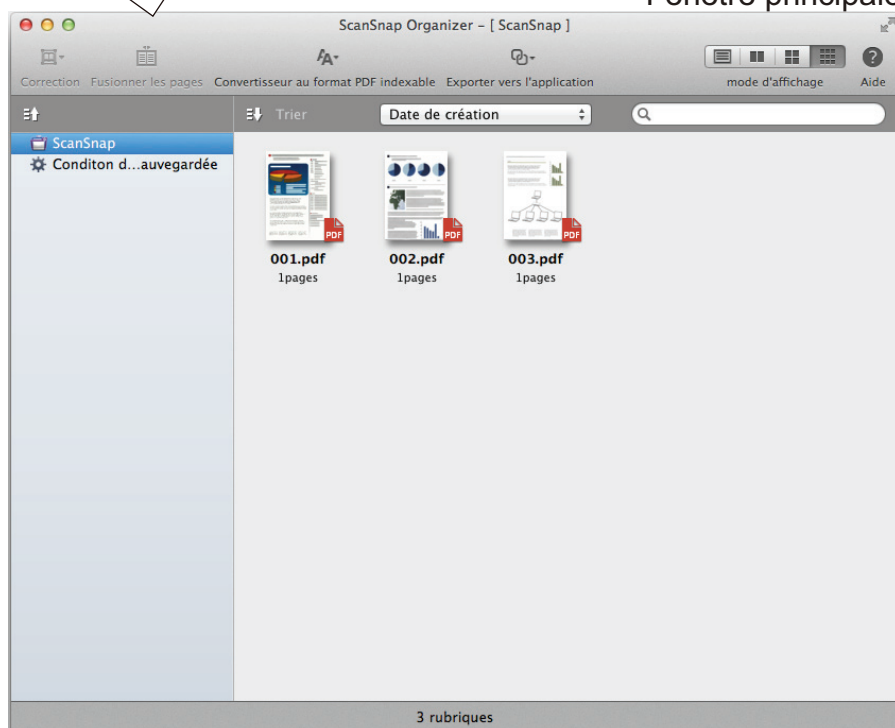 Fenêtre principale
ScanSnap Organizer – [ ScanSnap ]
Correction Fusionner les pages Convertisseur au format PDF indexable Exporter vers l'application mode d'affichage Aide
Trier Date de création
ScanSnap
Conditon d...auvegardée
PDF PDF PDF
001.pdf 002.pdf 003.pdf
1pages 1pages 1pages
3 rubriques